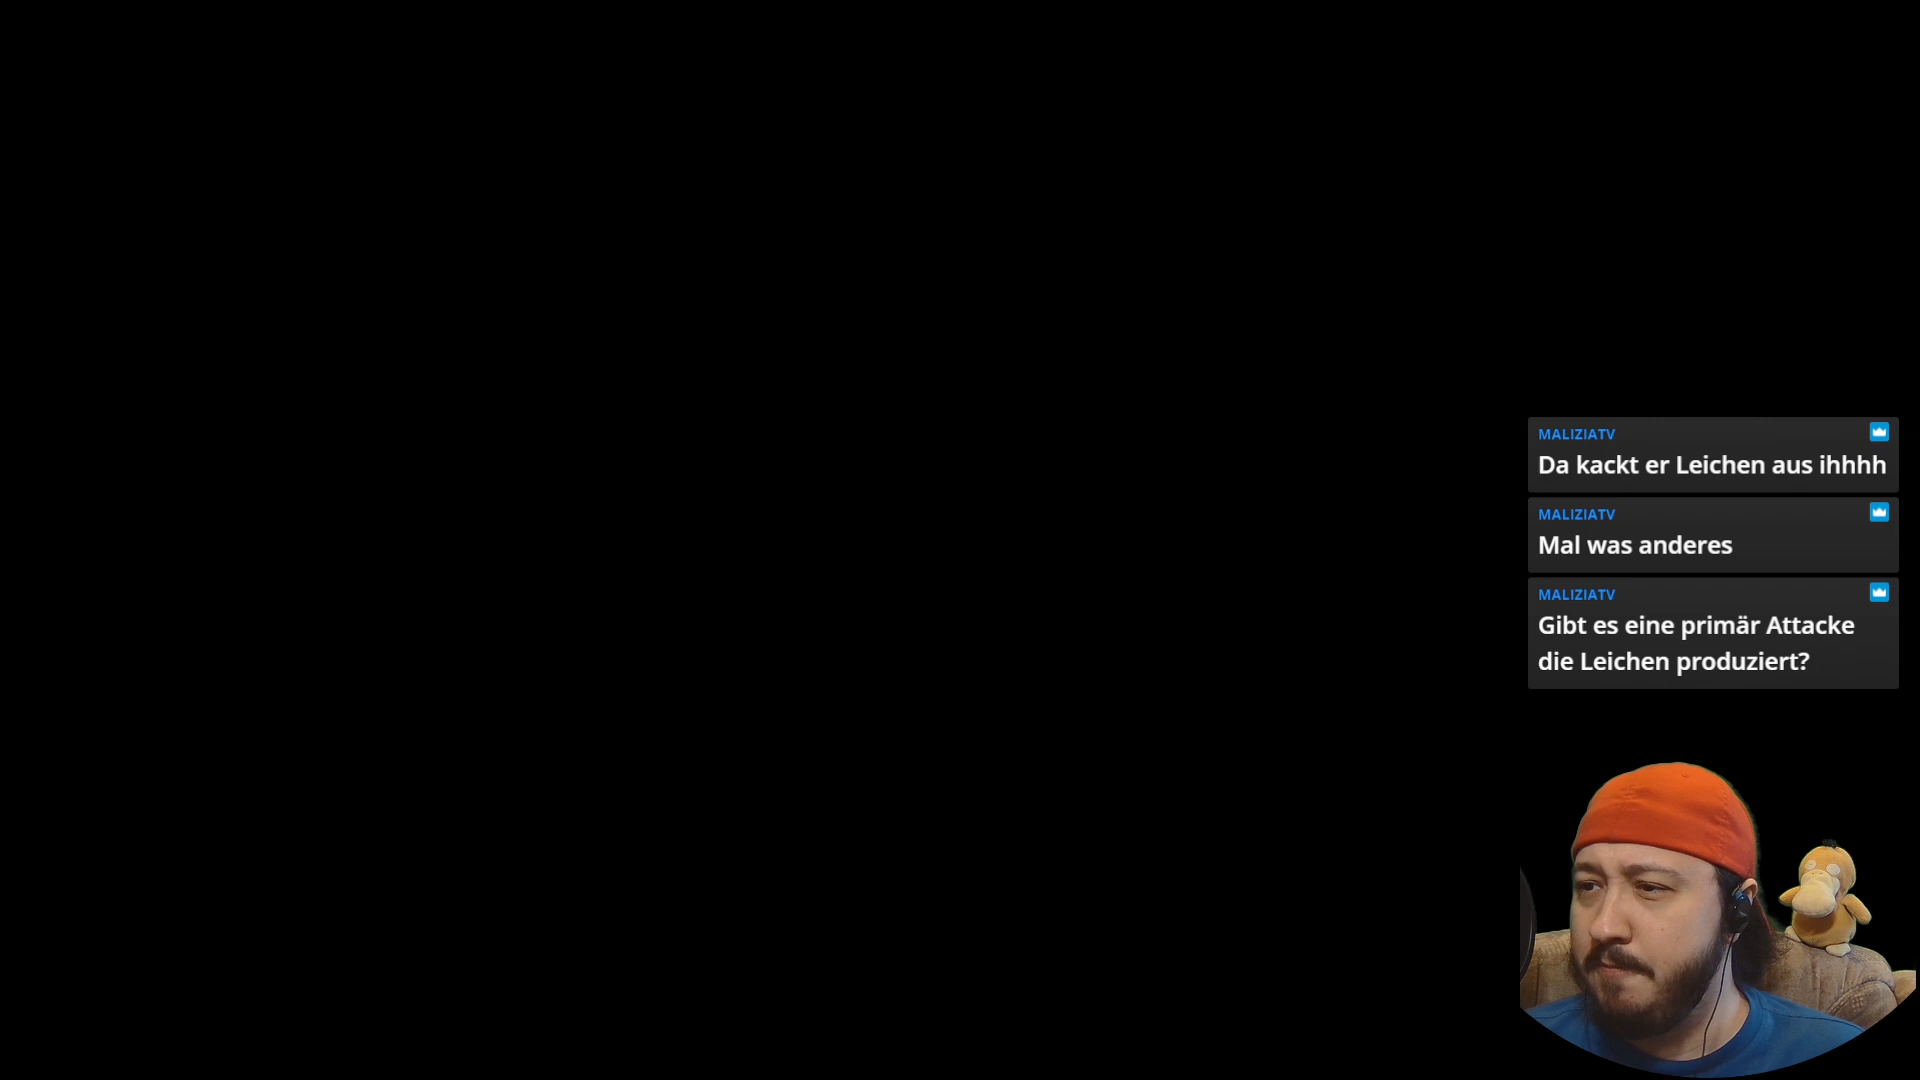 MALIZIATV
Da kackt er Leichen aus ihhhh
MALIZIATV
Mal was anderes
MALIZIATV
Gibt es eine primär Attacke
die Leichen produziert?